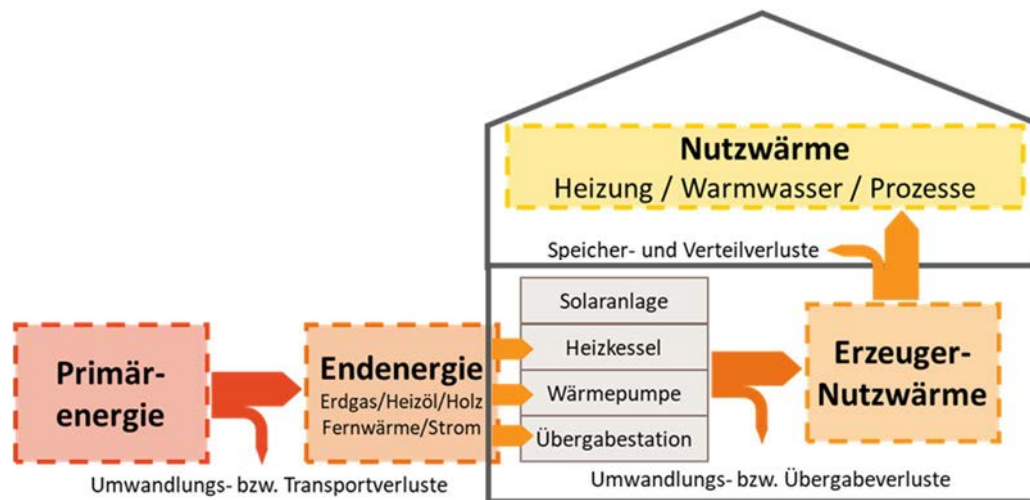 Nutzwärme
Heizung / Warmwasser / Prozesse
Speicher- und Verteilverluste
Primär-
energie
Endenergie
Erdgas/Heizöl/Holz
Fernwärme/Strom
Solaranlage
Heizkessel
Wärmepumpe
Übergabestation
Erzeuger-
Nutzwärme
Umwandlungs- bzw. Transportverluste
Umwandlungs- bzw. Übergabeverluste